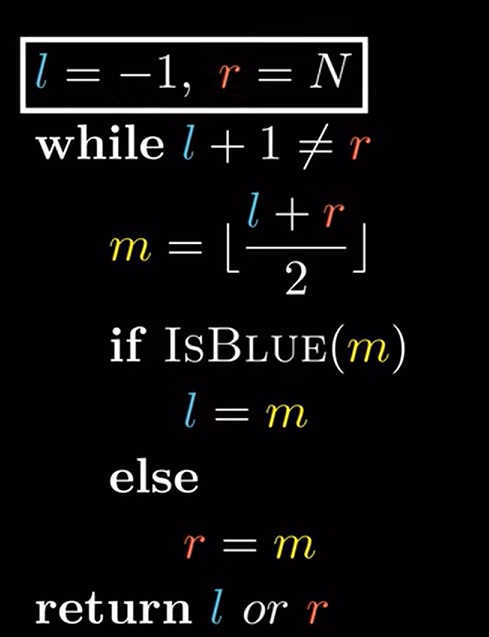 l = −1, r = N
while l + 1 ≠ r
m = ⌊(l + r)/2⌋
if IsBlue(m)
l = m
else
r = m
return l or r